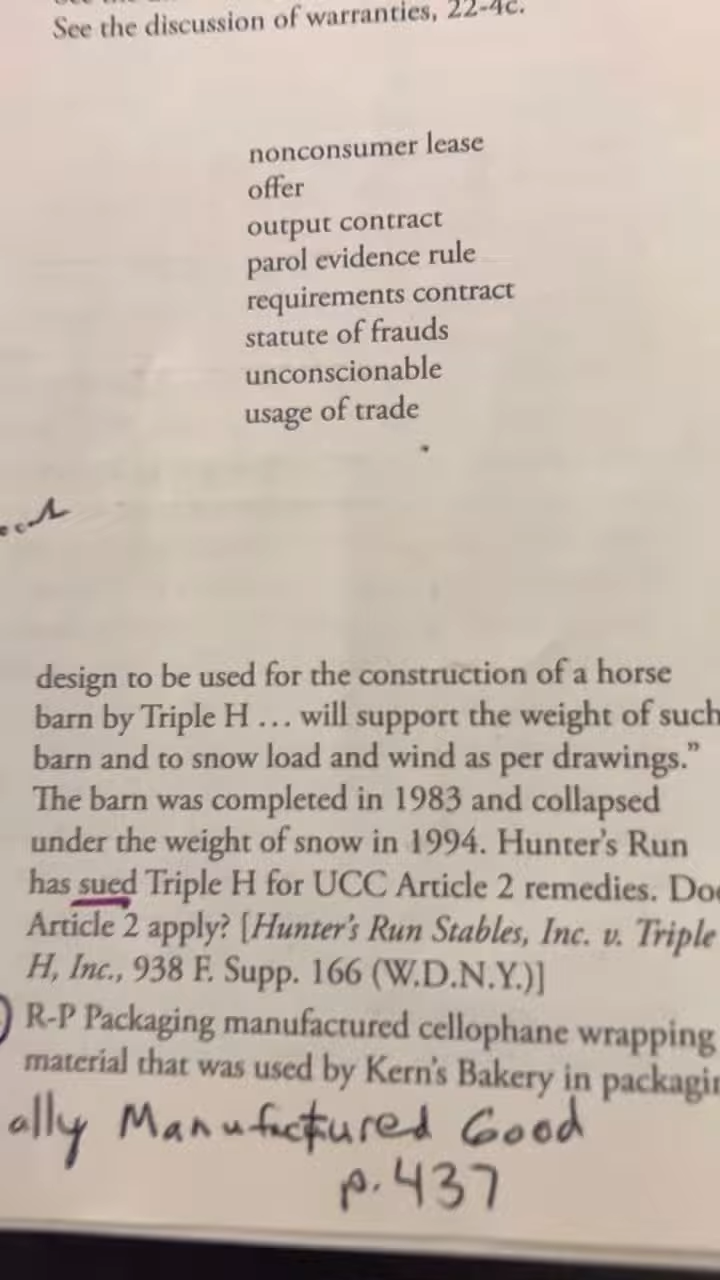 See the discussion of warranties, 22-4c.
nonconsumer lease
offer
output contract
parol evidence rule
requirements contract
statute of frauds
unconscionable
usage of trade
design to be used for the construction of a horse
barn by Triple H ... will support the weight of such
barn and to snow load and wind as per drawings.”
The barn was completed in 1983 and collapsed
under the weight of snow in 1994. Hunter’s Run
has sued Triple H for UCC Article 2 remedies. Do
Article 2 apply? [Hunter’s Run Stables, Inc. v. Triple
H, Inc., 938 F. Supp. 166 (W.D.N.Y.)]
R-P Packaging manufactured cellophane wrapping
material that was used by Kern’s Bakery in packagin
ally Manufactured Good
p. 437